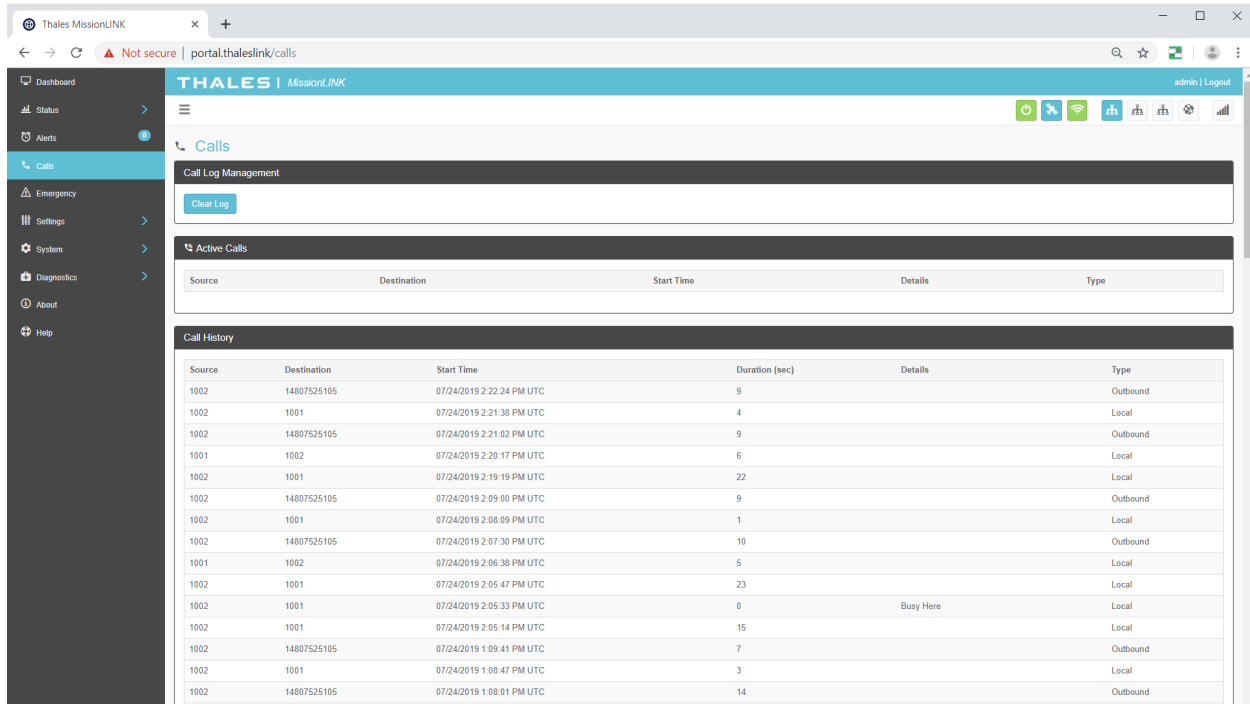 Thales MissionLINK
Not secure | portal.thaleslink/calls
Dashboard
Status
Alerts 0
Calls
Emergency
Settings
System
Diagnostics
About
Help
THALES | MissionLINK admin | Logout
Calls
Call Log Management
Clear Log
Active Calls
Source Destination Start Time Details Type
Call History
Source Destination Start Time Duration (sec) Details Type
1002 14807525105 07/24/2019 2:22:24 PM UTC 9 Outbound
1002 1001 07/24/2019 2:21:38 PM UTC 4 Local
1002 14807525105 07/24/2019 2:21:02 PM UTC 9 Outbound
1001 1002 07/24/2019 2:20:17 PM UTC 6 Local
1002 1001 07/24/2019 2:19:19 PM UTC 22 Local
1002 14807525105 07/24/2019 2:09:00 PM UTC 9 Outbound
1002 1001 07/24/2019 2:08:09 PM UTC 1 Local
1002 14807525105 07/24/2019 2:07:30 PM UTC 10 Outbound
1001 1002 07/24/2019 2:06:38 PM UTC 5 Local
1002 1001 07/24/2019 2:05:47 PM UTC 23 Local
1002 1001 07/24/2019 2:05:33 PM UTC 0 Busy Here Local
1002 1001 07/24/2019 2:05:14 PM UTC 15 Local
1002 14807525105 07/24/2019 1:09:41 PM UTC 7 Outbound
1002 1001 07/24/2019 1:08:47 PM UTC 3 Local
1002 14807525105 07/24/2019 1:08:01 PM UTC 14 Outbound